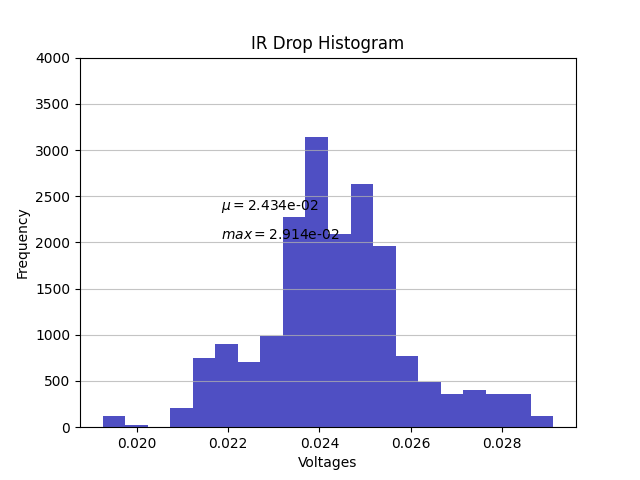 IR Drop Histogram
4000
3500
3000
2500
2000
1500
1000
500
0
Frequency
μ = 2.434e-02
max = 2.914e-02
0.020 0.022 0.024 0.026 0.028
Voltages